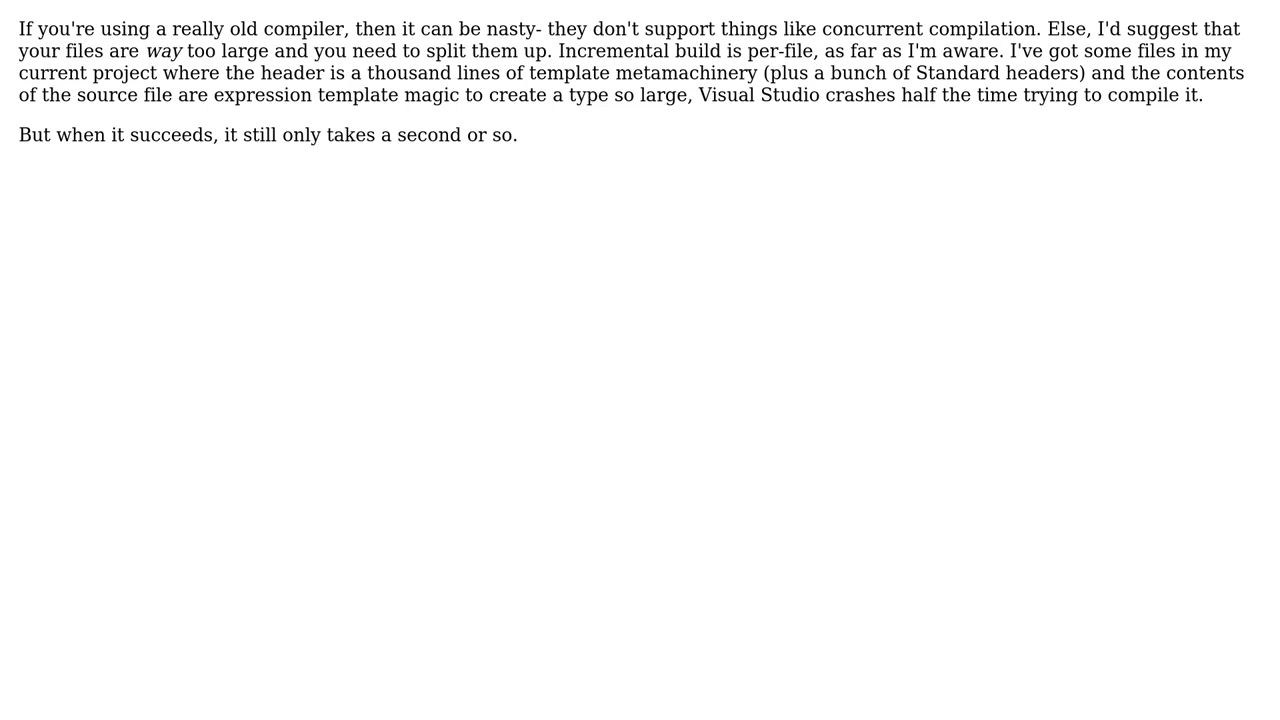 If you're using a really old compiler, then it can be nasty- they don't support things like concurrent compilation. Else, I'd suggest that
your files are way too large and you need to split them up. Incremental build is per-file, as far as I'm aware. I've got some files in my
current project where the header is a thousand lines of template metamachinery (plus a bunch of Standard headers) and the contents
of the source file are expression template magic to create a type so large, Visual Studio crashes half the time trying to compile it.
But when it succeeds, it still only takes a second or so.